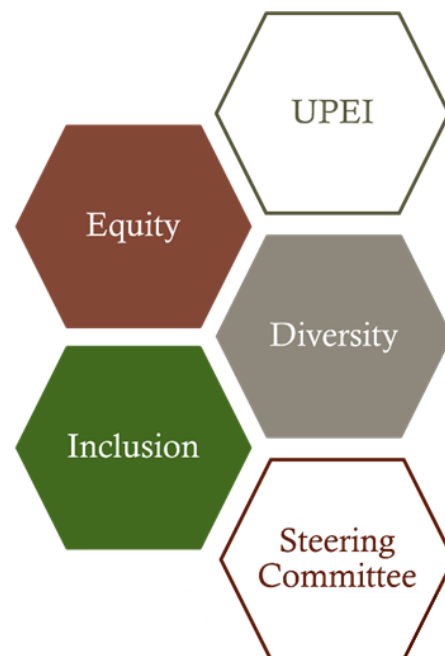 UPEI
Equity
Diversity
Inclusion
Steering
Committee